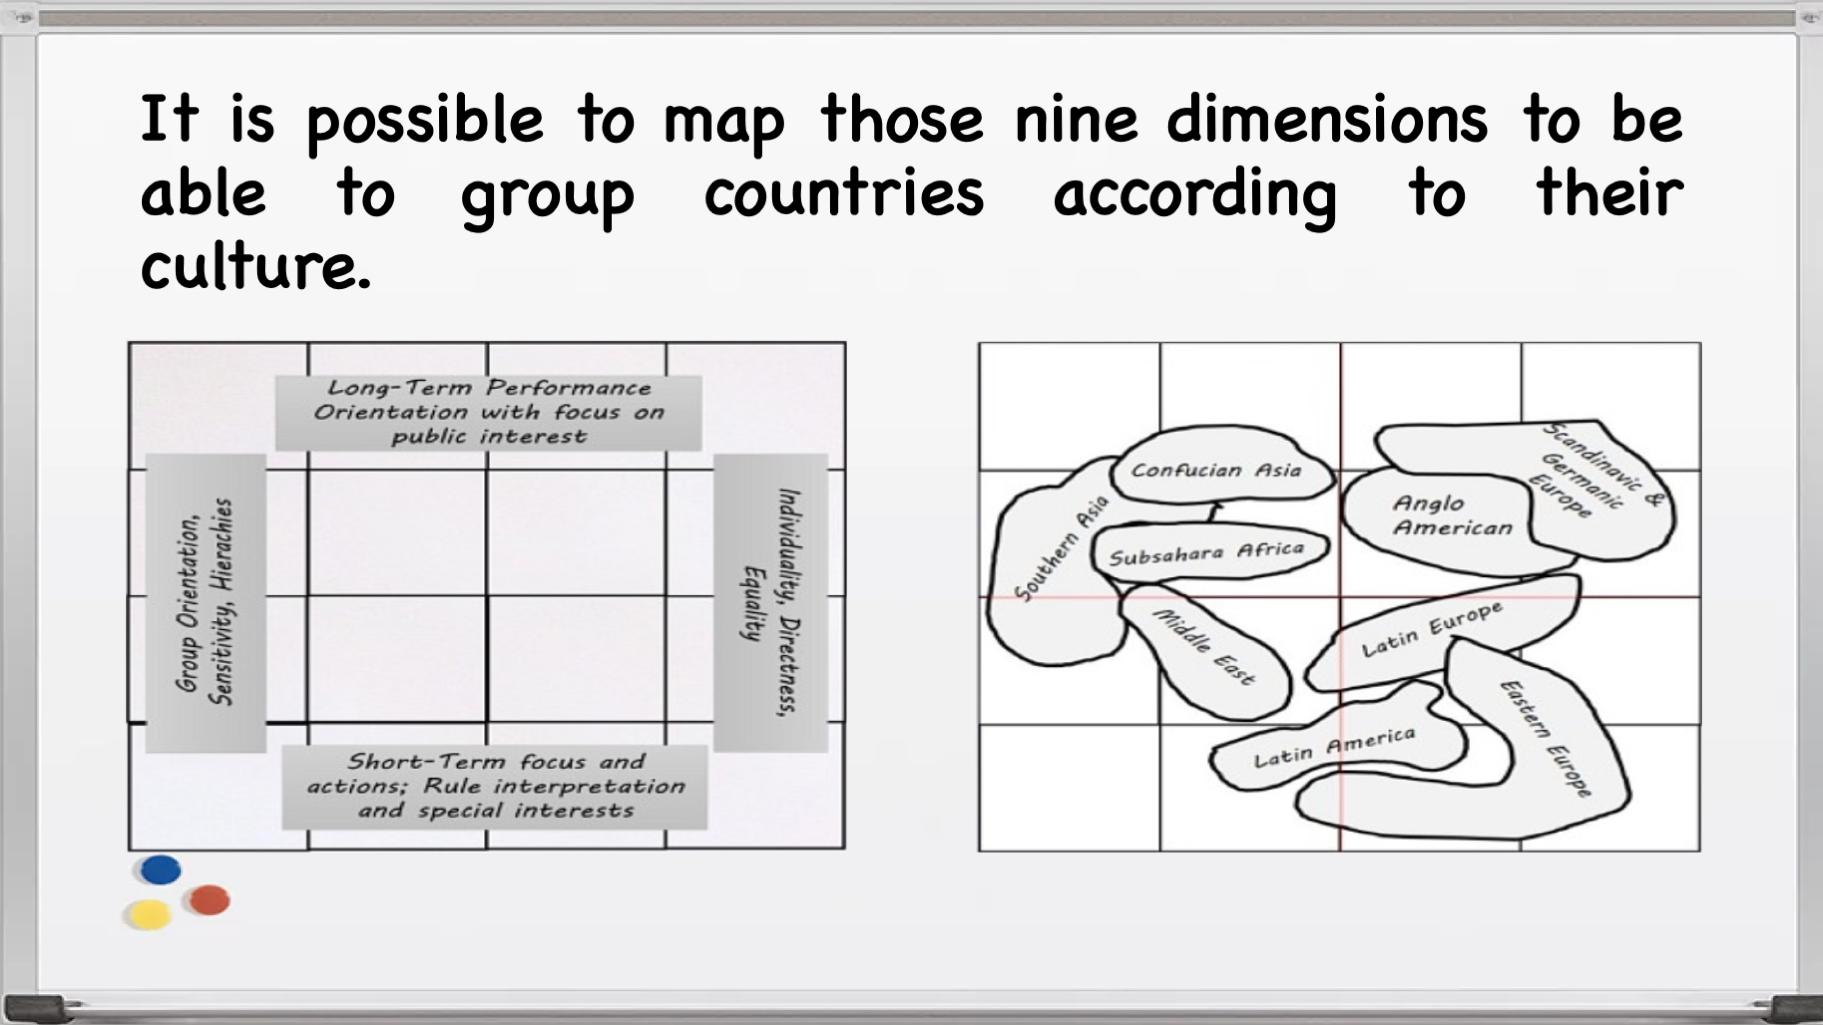 It is possible to map those nine dimensions to be
able to group countries according to their
culture.
Long-Term Performance
Orientation with focus on
public interest
Group Orientation,
Sensitivity, Hierachies
Individuality, Directness,
Equality
Short-Term focus and
actions; Rule interpretation
and special interests
Confucian Asia
Scandinavic &
Germanic
Europe
Anglo
American
Southern Asia
Subsahara Africa
Middle East
Latin Europe
Eastern Europe
Latin America